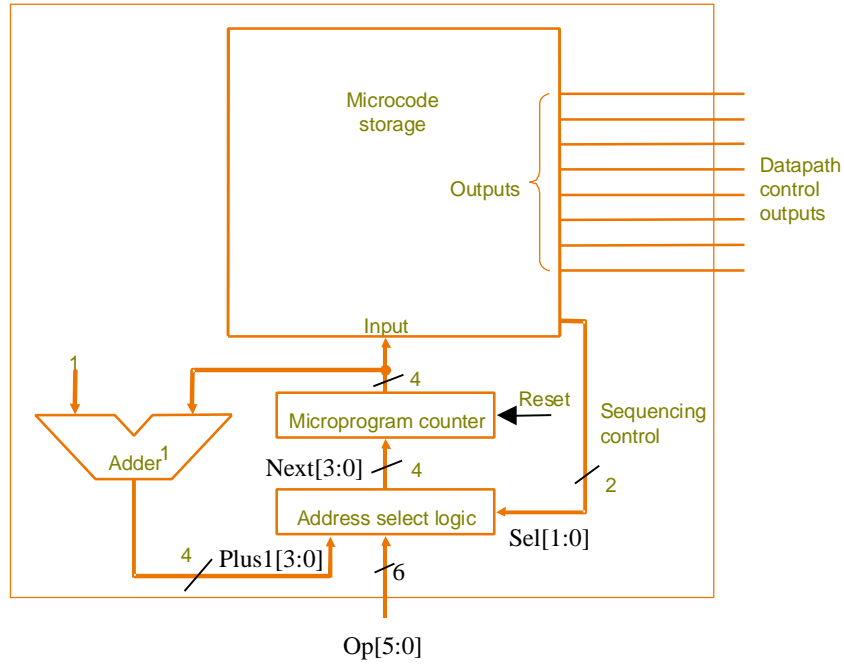 Microcode
storage
Outputs
Datapath
control
outputs
Input
1
4
Reset
Microprogram counter
Sequencing
control
Adder1
Next[3:0]
4
2
Address select logic
Sel[1:0]
4
Plus1[3:0]
6
Op[5:0]